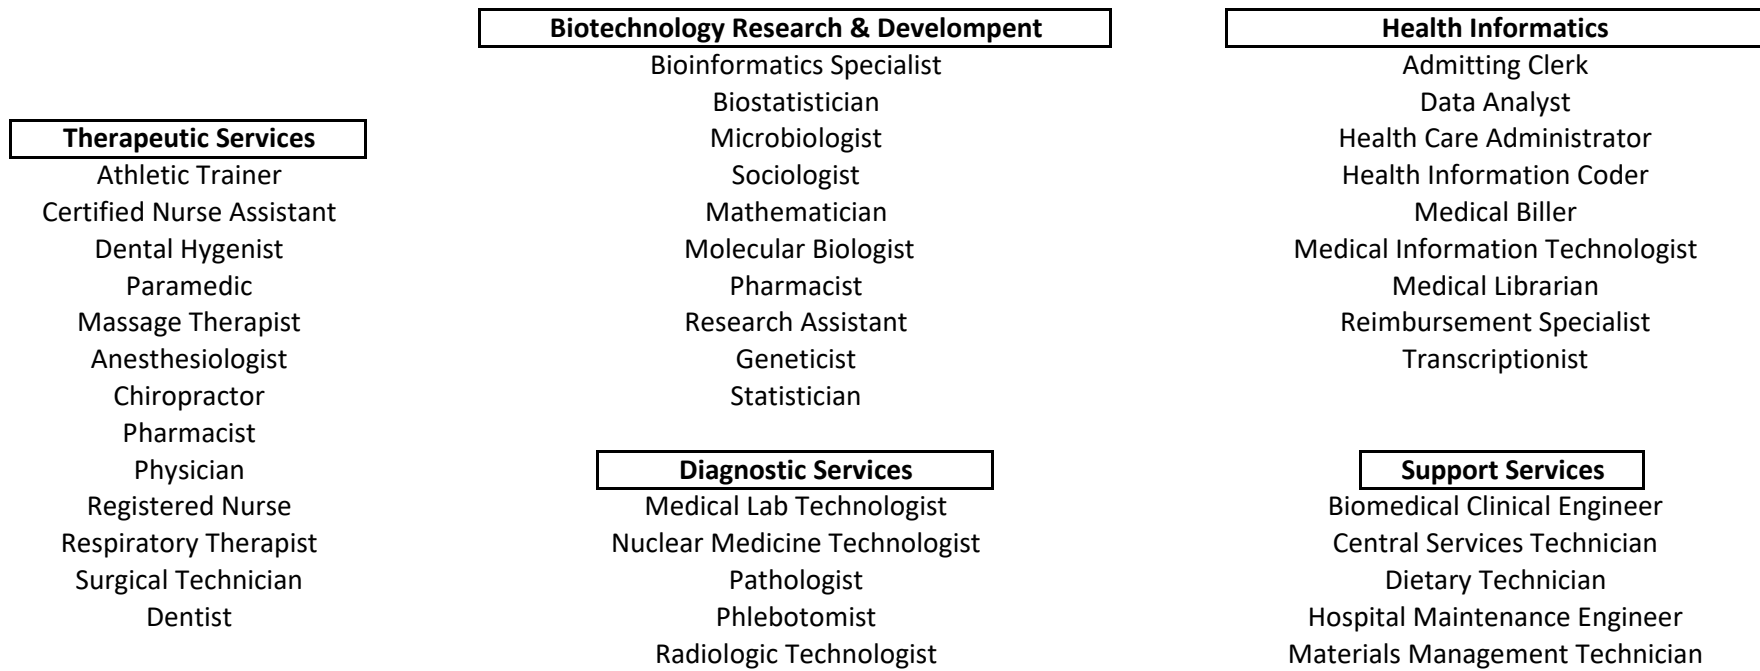 Therapeutic Services
Athletic Trainer
Certified Nurse Assistant
Dental Hygenist
Paramedic
Massage Therapist
Anesthesiologist
Chiropractor
Pharmacist
Physician
Registered Nurse
Respiratory Therapist
Surgical Technician
Dentist
Biotechnology Research & Develompent
Bioinformatics Specialist
Biostatistician
Microbiologist
Sociologist
Mathematician
Molecular Biologist
Pharmacist
Research Assistant
Geneticist
Statistician
Diagnostic Services
Medical Lab Technologist
Nuclear Medicine Technologist
Pathologist
Phlebotomist
Radiologic Technologist
Health Informatics
Admitting Clerk
Data Analyst
Health Care Administrator
Health Information Coder
Medical Biller
Medical Information Technologist
Medical Librarian
Reimbursement Specialist
Transcriptionist
Support Services
Biomedical Clinical Engineer
Central Services Technician
Dietary Technician
Hospital Maintenance Engineer
Materials Management Technician